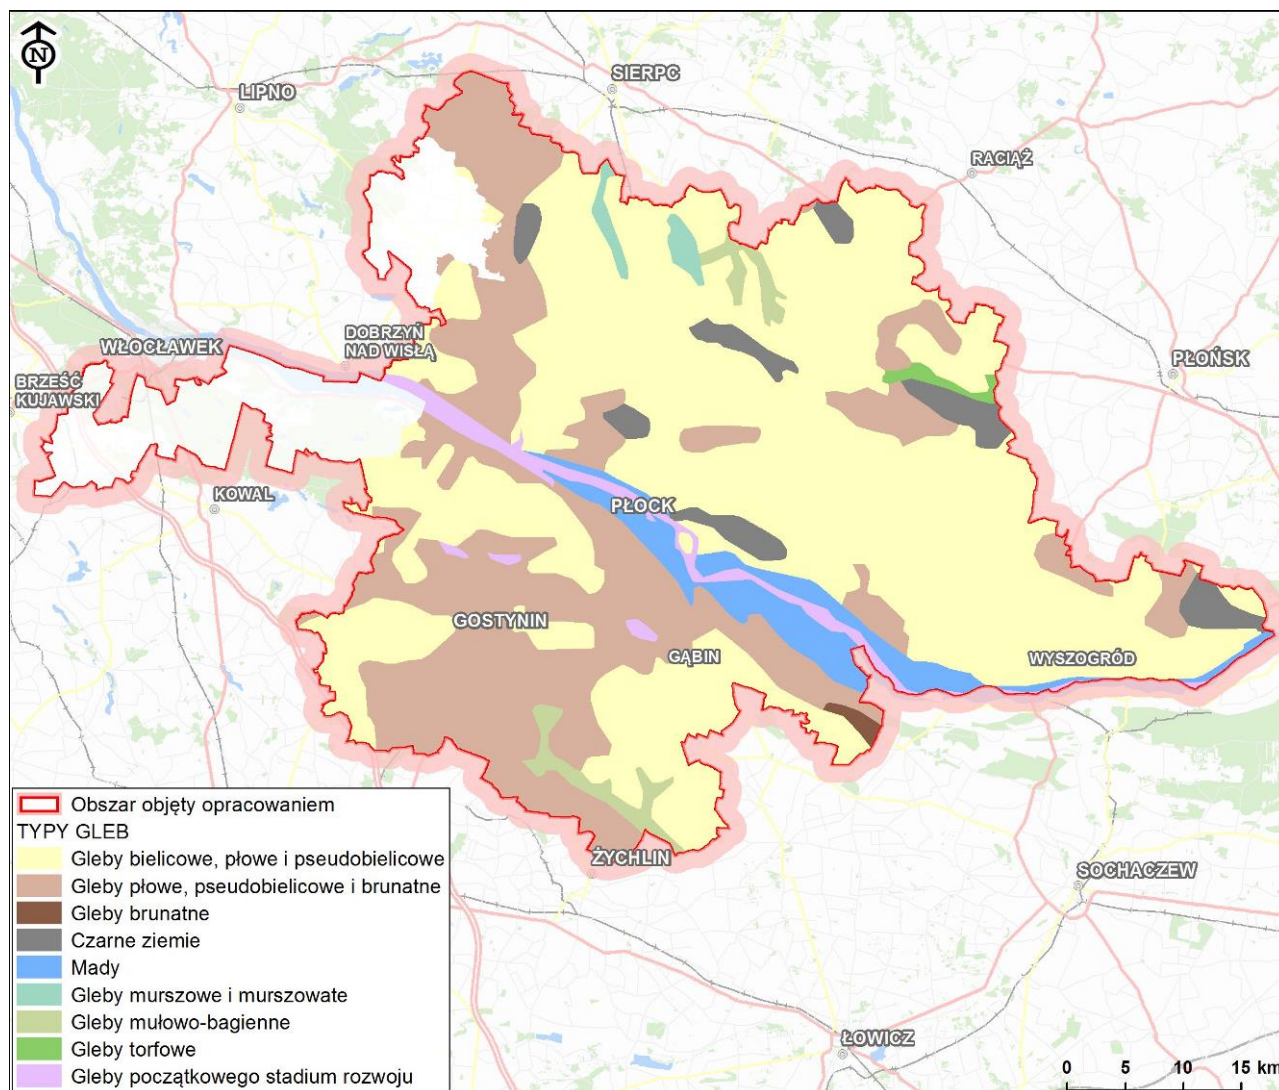 N
LIPNO
SIERPC
RACIĄŻ
DOBRZYŃ
NAD WISŁĄ
WŁOCŁAWEK
PŁOŃSK
BRZEŚĆ
KUJAWSKI
KOWAL
PŁOCK
GOSTYNIN
GĄBIN
WYSZOGRÓD
ŻYCHLIN
SOCHACZEW
ŁOWICZ
Obszar objęty opracowaniem
TYPY GLEB
Gleby bielicowe, płowe i pseudobielicowe
Gleby płowe, pseudobielicowe i brunatne
Gleby brunatne
Czarne ziemie
Mady
Gleby murszowe i murszowate
Gleby mułowo-bagienne
Gleby torfowe
Gleby początkowego stadium rozwoju
0 5 10 15 km